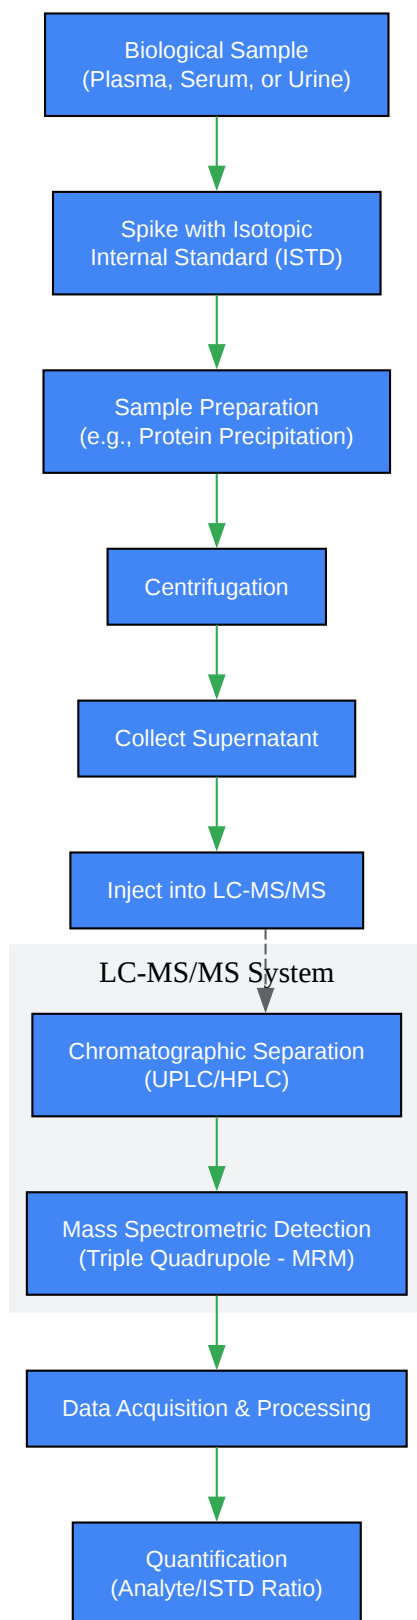 Biological Sample
(Plasma, Serum, or Urine)
Spike with Isotopic
Internal Standard (ISTD)
Sample Preparation
(e.g., Protein Precipitation)
Centrifugation
Collect Supernatant
Inject into LC-MS/MS
LC-MS/MS System
Chromatographic Separation
(UPLC/HPLC)
Mass Spectrometric Detection
(Triple Quadrupole - MRM)
Data Acquisition & Processing
Quantification
(Analyte/ISTD Ratio)